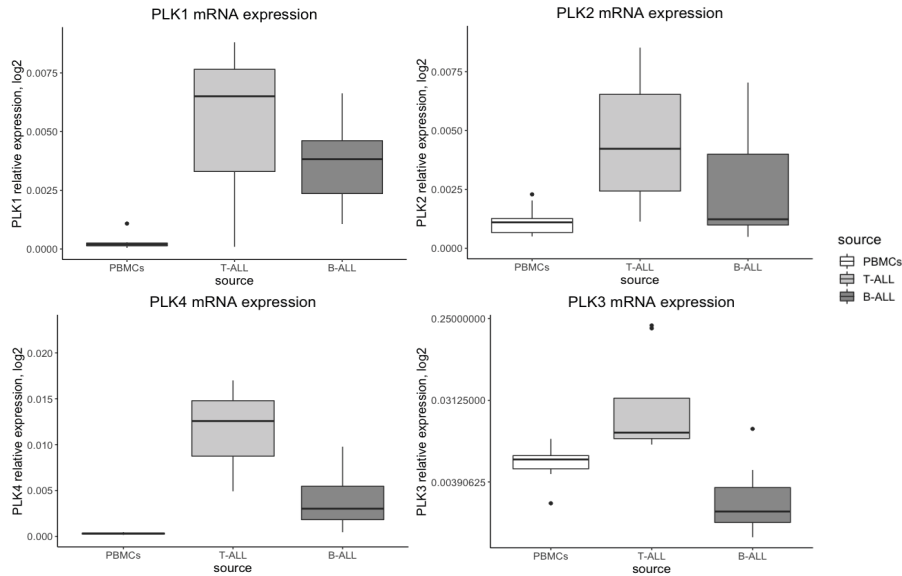 PLK1 mRNA expression
PLK1 relative expression, log2
0.0075
0.0050
0.0025
0.0000
PBMCs T-ALL B-ALL
source
PLK2 mRNA expression
PLK2 relative expression, log2
0.0075
0.0050
0.0025
0.0000
PBMCs T-ALL B-ALL
source
source
PBMCs
T-ALL
B-ALL
PLK4 mRNA expression
PLK4 relative expression, log2
0.020
0.015
0.010
0.005
0.000
PBMCs T-ALL B-ALL
source
PLK3 mRNA expression
PLK3 relative expression, log2
0.25000000
0.03125000
0.00390625
PBMCs T-ALL B-ALL
source